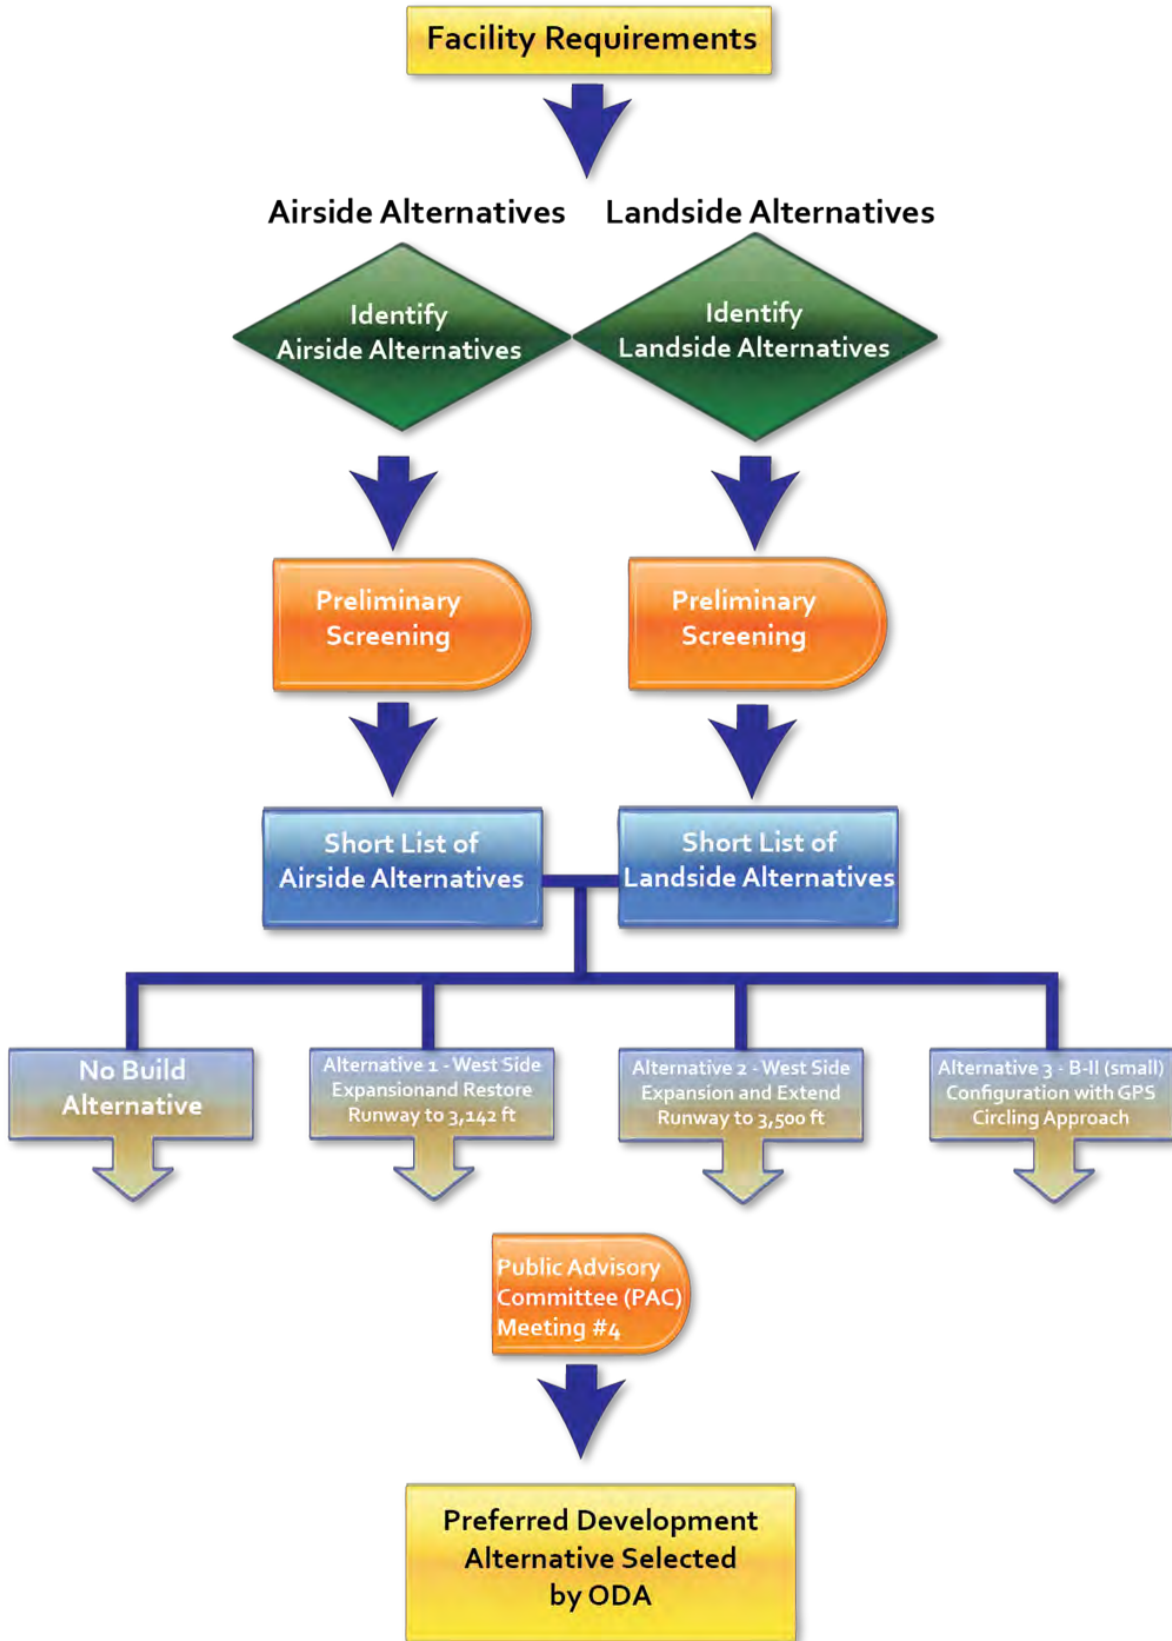 Facility Requirements
Airside Alternatives
Landside Alternatives
Identify
Airside Alternatives
Identify
Landside Alternatives
Preliminary
Screening
Preliminary
Screening
Short List of
Airside Alternatives
Short List of
Landside Alternatives
No Build
Alternative
Alternative 1 - West Side
Expansionand Restore
Runway to 3,142 ft
Alternative 2 - West Side
Expansion and Extend
Runway to 3,500 ft
Alternative 3 - B-II (small)
Configuration with GPS
Circling Approach
Public Advisory
Committee (PAC)
Meeting #4
Preferred Development
Alternative Selected
by ODA